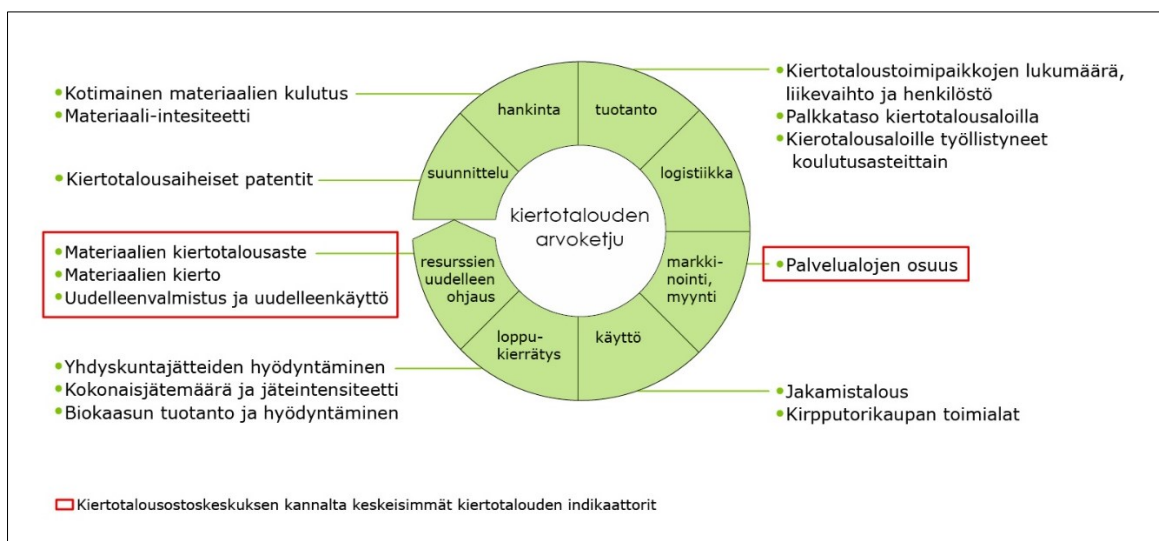 • Kotimainen materiaalien kulutus
• Materiaali-intesiteetti
• Kiertotalousaiheiset patentit
• Materiaalien kiertotalousaste
• Materiaalien kierto
• Uudelleenvalmistus ja uudelleenkäyttö
• Yhdyskuntajätteiden hyödyntäminen
• Kokonaisjätemäärä ja jäteintensiteetti
• Biokaasun tuotanto ja hyödyntäminen
hankinta
tuotanto
suunnittelu
logistiikka
kiertotalouden
arvoketju
resurssien
uudelleen
ohjaus
markki-
nointi,
myynti
loppu-
kierrätys
käyttö
• Kiertotaloustoimipaikkojen lukumäärä,
liikevaihto ja henkilöstö
• Palkkataso kiertotalousaloilla
• Kierotalousaloille työllistyneet
koulutusasteittain
• Palvelualojen osuus
• Jakamistalous
• Kirpputorikaupan toimialat
Kiertotalousostoskeskuksen kannalta keskeisimmät kiertotalouden indikaattorit